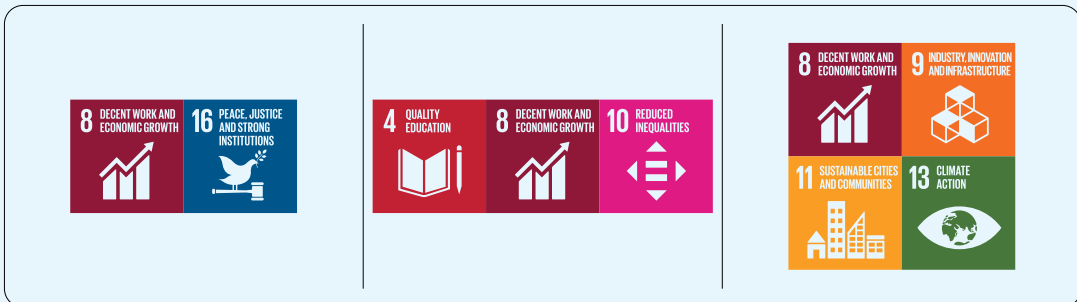 8 DECENT WORK AND
ECONOMIC GROWTH
16 PEACE, JUSTICE
AND STRONG
INSTITUTIONS
4 QUALITY
EDUCATION
8 DECENT WORK AND
ECONOMIC GROWTH
10 REDUCED
INEQUALITIES
8 DECENT WORK AND
ECONOMIC GROWTH
9 INDUSTRY, INNOVATION
AND INFRASTRUCTURE
11 SUSTAINABLE CITIES
AND COMMUNITIES
13 CLIMATE
ACTION